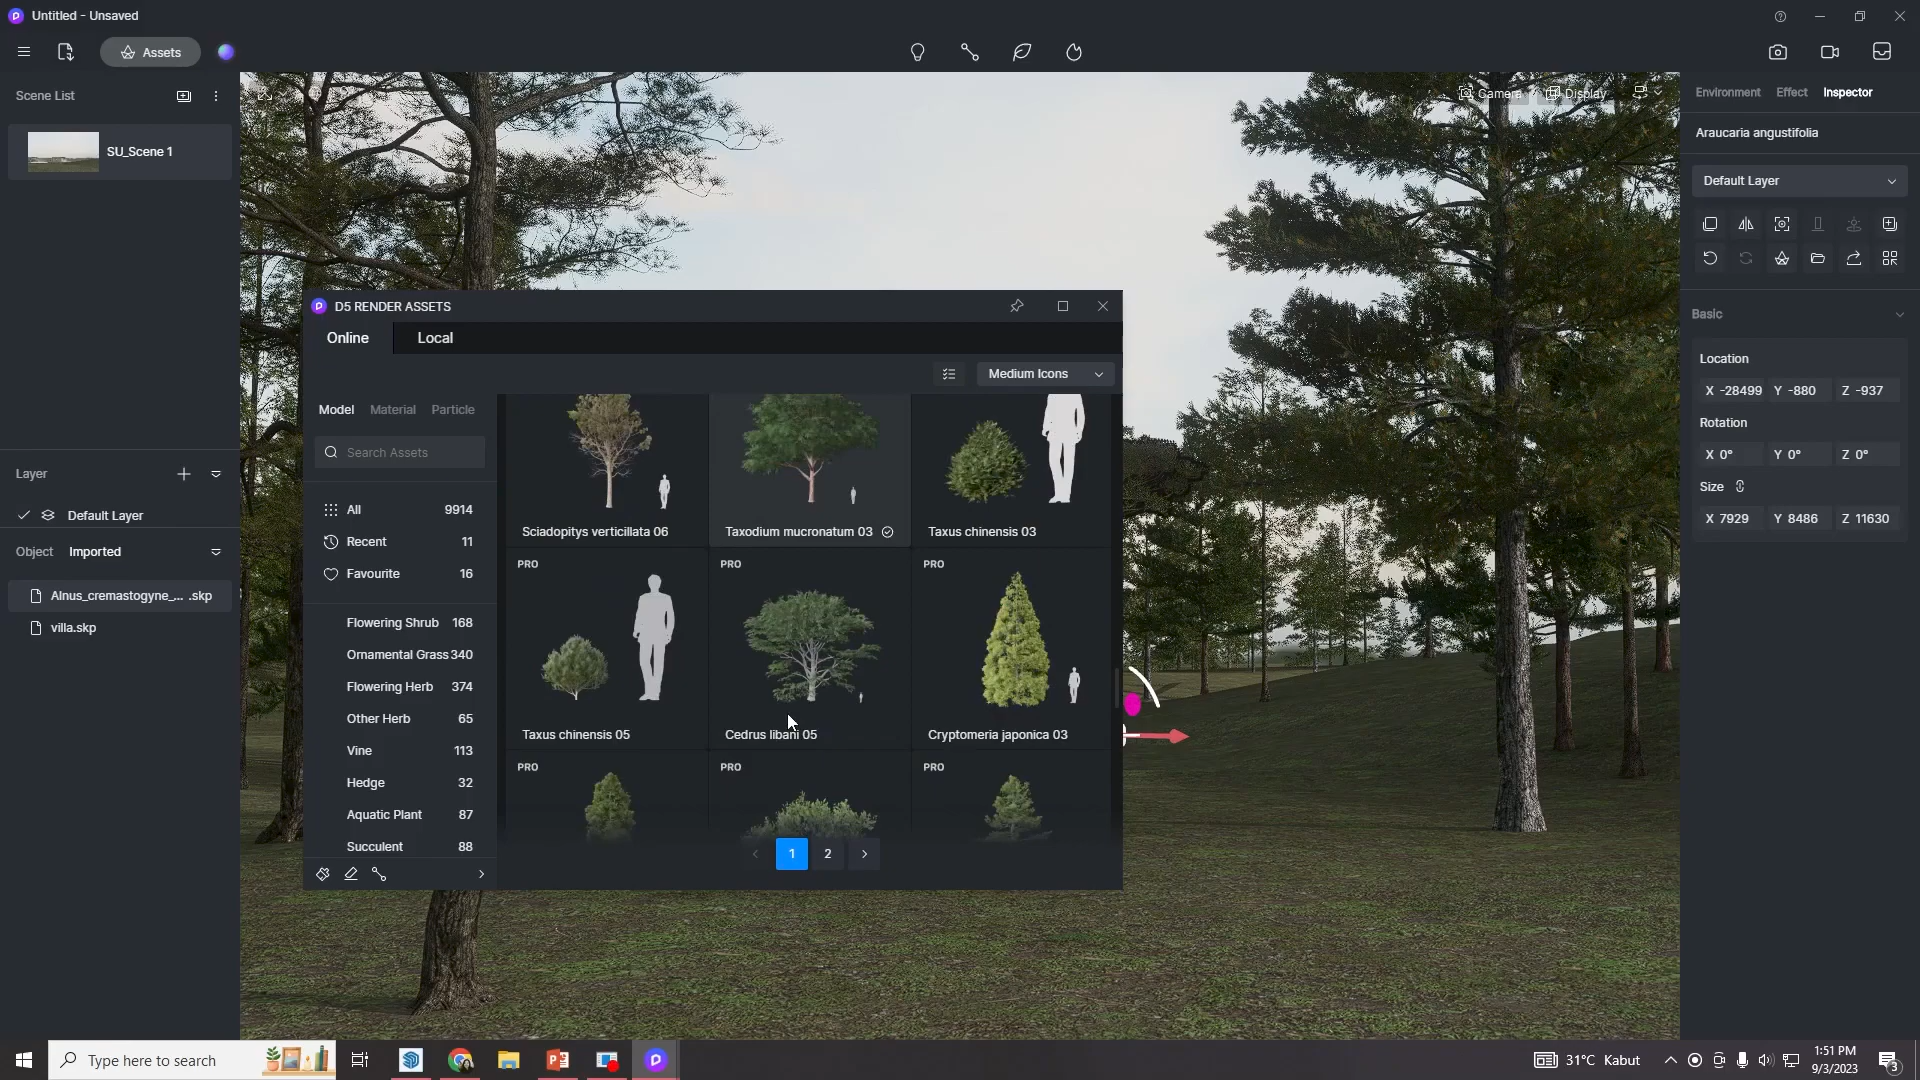 Untitled - Unsaved
Assets
Scene List
SU_Scene 1
Camera
Display
Environment
Effect
Inspector
Araucaria angustifolia
Default Layer
Basic
Location
X -28499 Y -880 Z -937
Rotation
X 0° Y 0° Z 0°
Size
X 7929 Y 8486 Z 11630
Layer
Default Layer
Object
Imported
Alnus_cremastogyne_... .skp
villa.skp
D5 RENDER ASSETS
Online
Local
Medium Icons
Model
Material
Particle
Search Assets
All 9914
Recent 11
Favourite 16
Flowering Shrub 168
Ornamental Grass 340
Flowering Herb 374
Other Herb 65
Vine 113
Hedge 32
Aquatic Plant 87
Succulent 88
Sciadopitys verticillata 06
Taxodium mucronatum 03
Taxus chinensis 03
PRO
PRO
PRO
Taxus chinensis 05
Cedrus libani 05
Cryptomeria japonica 03
PRO
PRO
PRO
1
2
Type here to search
31°C Kabut
1:51 PM
9/3/2023
3